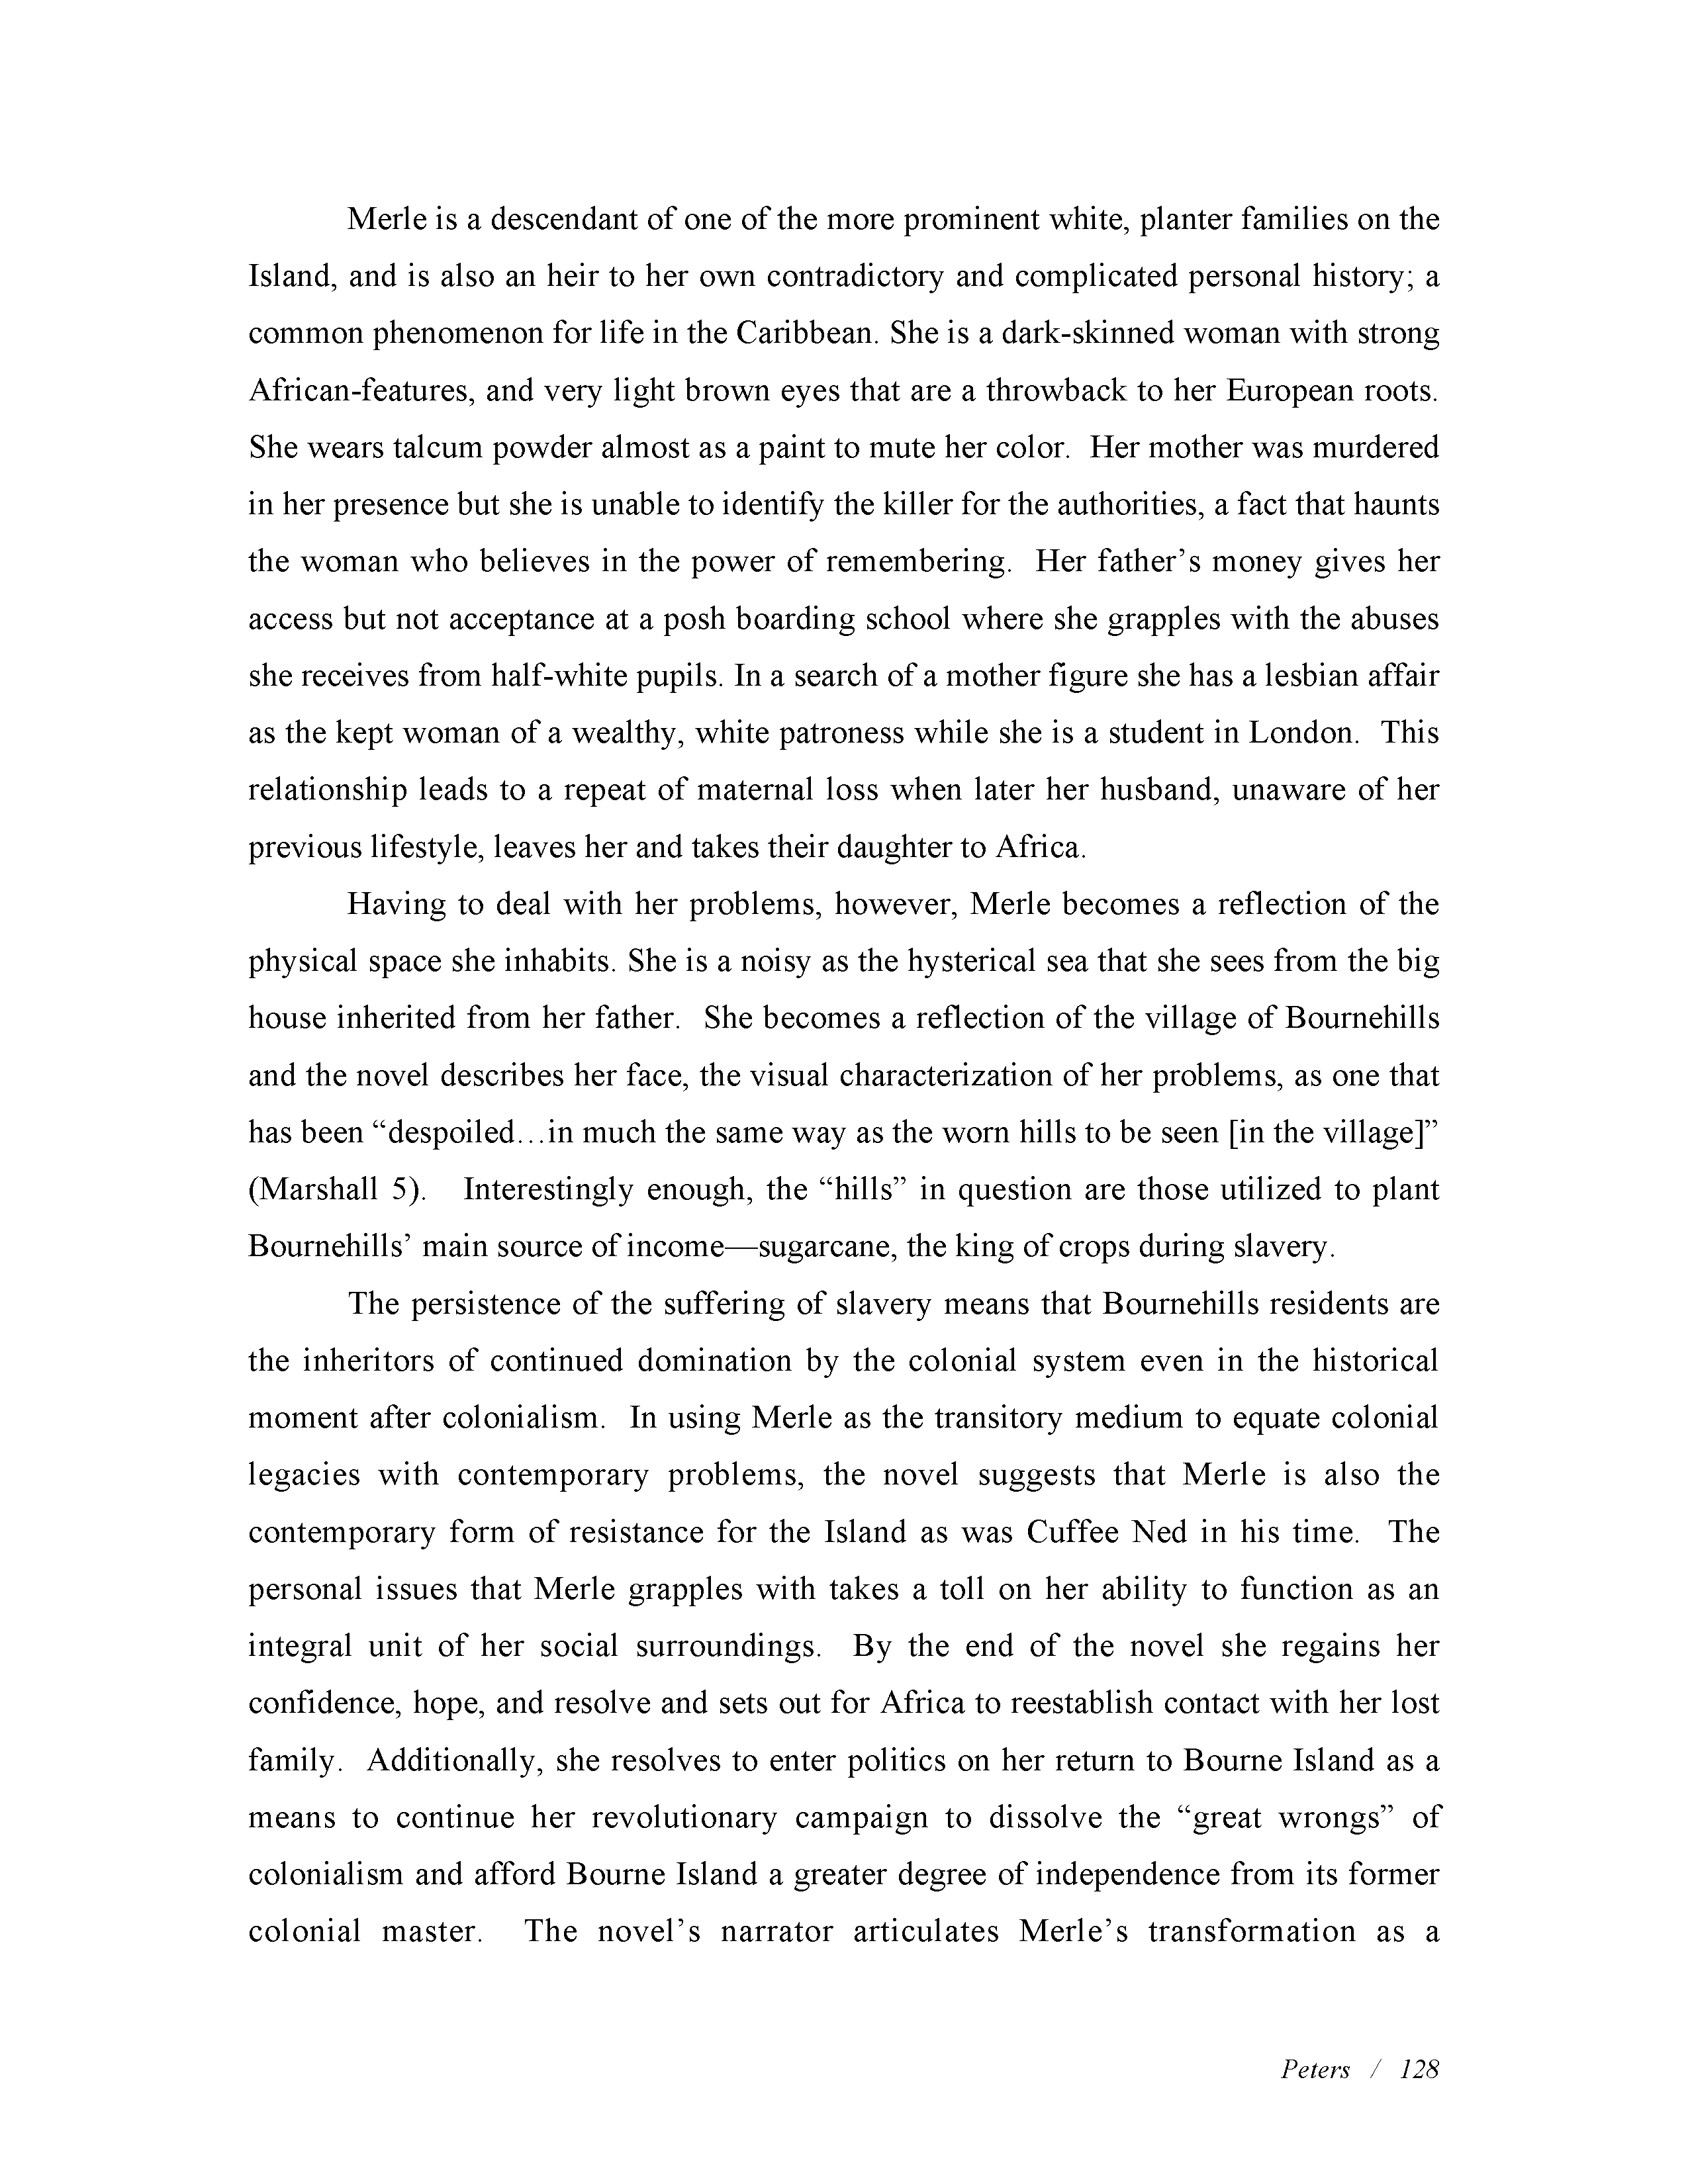 Merle is a descendant of one of the more prominent white, planter families on the
Island, and is also an heir to her own contradictory and complicated personal history; a
common phenomenon for life in the Caribbean. She is a dark-skinned woman with strong
African-features, and very light brown eyes that are a throwback to her European roots.
She wears talcum powder almost as a paint to mute her color. Her mother was murdered
in her presence but she is unable to identify the killer for the authorities, a fact that haunts
the woman who believes in the power of remembering. Her father’s money gives her
access but not acceptance at a posh boarding school where she grapples with the abuses
she receives from half-white pupils. In a search of a mother figure she has a lesbian affair
as the kept woman of a wealthy, white patroness while she is a student in London. This
relationship leads to a repeat of maternal loss when later her husband, unaware of her
previous lifestyle, leaves her and takes their daughter to Africa.
Having to deal with her problems, however, Merle becomes a reflection of the
physical space she inhabits. She is a noisy as the hysterical sea that she sees from the big
house inherited from her father. She becomes a reflection of the village of Bournehills
and the novel describes her face, the visual characterization of her problems, as one that
has been “despoiled…in much the same way as the worn hills to be seen [in the village]”
(Marshall 5). Interestingly enough, the “hills” in question are those utilized to plant
Bournehills’ main source of income—sugarcane, the king of crops during slavery.
The persistence of the suffering of slavery means that Bournehills residents are
the inheritors of continued domination by the colonial system even in the historical
moment after colonialism. In using Merle as the transitory medium to equate colonial
legacies with contemporary problems, the novel suggests that Merle is also the
contemporary form of resistance for the Island as was Cuffee Ned in his time. The
personal issues that Merle grapples with takes a toll on her ability to function as an
integral unit of her social surroundings. By the end of the novel she regains her
confidence, hope, and resolve and sets out for Africa to reestablish contact with her lost
family. Additionally, she resolves to enter politics on her return to Bourne Island as a
means to continue her revolutionary campaign to dissolve the “great wrongs” of
colonialism and afford Bourne Island a greater degree of independence from its former
colonial master. The novel’s narrator articulates Merle’s transformation as a
Peters / 128